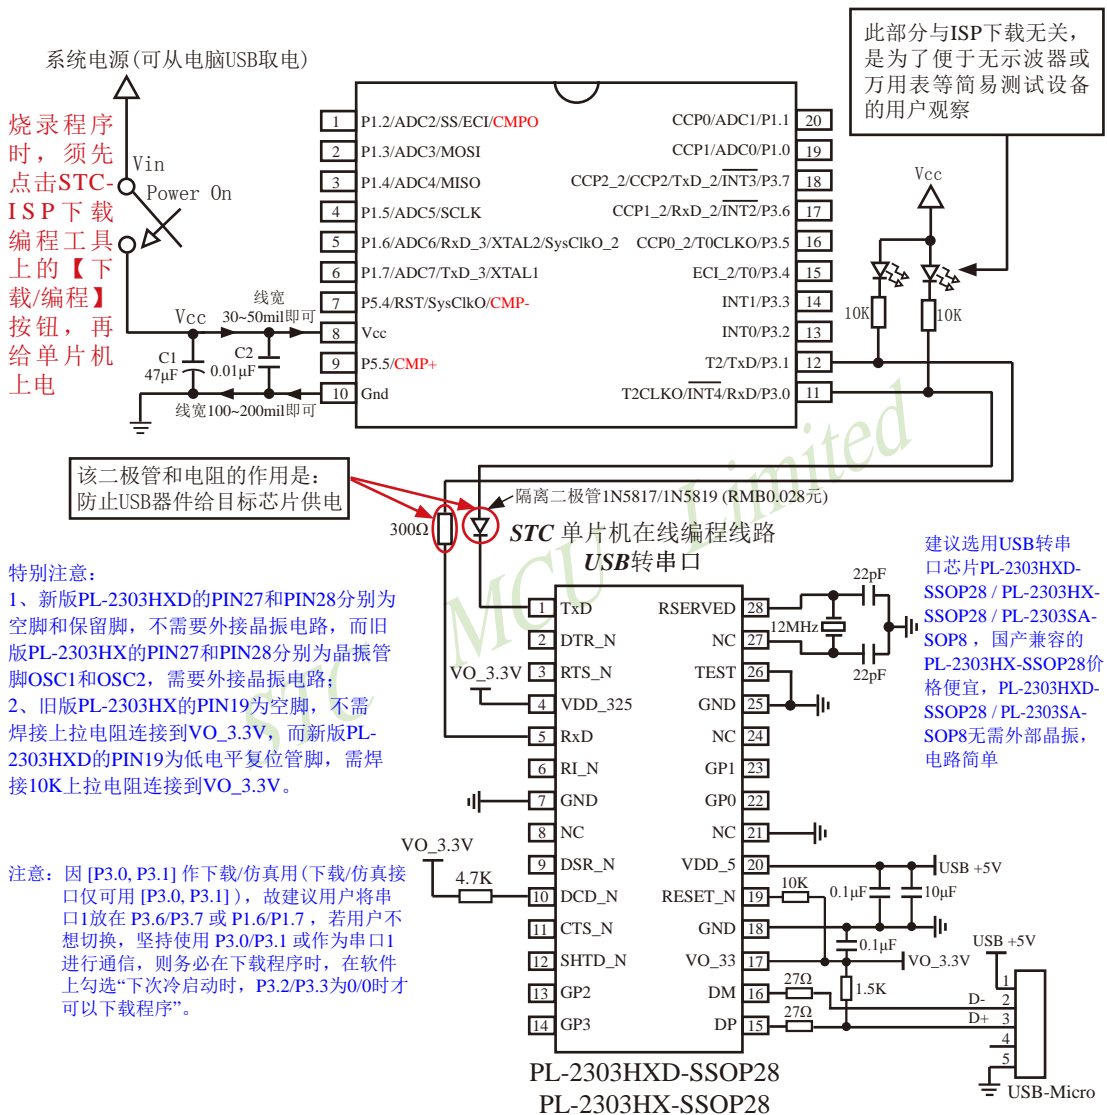 系统电源(可从电脑USB取电)
此部分与ISP下载无关，
是为了便于无示波器或
万用表等简易测试设备
的用户观察
烧录程序
时，须先
点击STC-
ISP下载
编程工具
上的【下
载/编程】
按钮，再
给单片机
上电
Vin
Power On
Vcc
线宽
30~50mil即可
C1
47μF
C2
0.01μF
线宽100~200mil即可
1 P1.2/ADC2/SS/ECI/CMPO
2 P1.3/ADC3/MOSI
3 P1.4/ADC4/MISO
4 P1.5/ADC5/SCLK
5 P1.6/ADC6/RxD_3/XTAL2/SysClkO_2
6 P1.7/ADC7/TxD_3/XTAL1
7 P5.4/RST/SysClkO/CMP-
8 Vcc
9 P5.5/CMP+
10 Gnd
CCP0/ADC1/P1.1 20
CCP1/ADC0/P1.0 19
CCP2_2/CCP2/TxD_2/INT3/P3.7 18
CCP1_2/RxD_2/INT2/P3.6 17
CCP0_2/T0CLKO/P3.5 16
ECI_2/T0/P3.4 15
INT1/P3.3 14
INT0/P3.2 13
T2/TxD/P3.1 12
T2CLKO/INT4/RxD/P3.0 11
Vcc
10K
10K
该二极管和电阻的作用是：
防止USB器件给目标芯片供电
300Ω
隔离二极管1N5817/1N5819 (RMB0.028元)
STC 单片机在线编程线路
USB转串口
STC MCU Limited
特别注意：
1、新版PL-2303HXD的PIN27和PIN28分别为
空脚和保留脚，不需要外接晶振电路，而旧
版PL-2303HX的PIN27和PIN28分别为晶振管
脚OSC1和OSC2，需要外接晶振电路；
2、旧版PL-2303HX的PIN19为空脚，不需
焊接上拉电阻连接到VO_3.3V，而新版PL-
2303HXD的PIN19为低电平复位管脚，需焊
接10K上拉电阻连接到VO_3.3V。
注意：因 [P3.0, P3.1] 作下载/仿真用(下载/仿真接
口仅可用 [P3.0, P3.1] )，故建议用户将串
口1放在 P3.6/P3.7 或 P1.6/P1.7 ，若用户不
想切换，坚持使用 P3.0/P3.1 或作为串口1
进行通信，则务必在下载程序时，在软件
上勾选“下次冷启动时，P3.2/P3.3为0/0时才
可以下载程序”。
建议选用USB转串
口芯片PL-2303HXD-
SSOP28 / PL-2303HX-
SSOP28 / PL-2303SA-
SOP8 ，国产兼容的
PL-2303HX-SSOP28价
格便宜，PL-2303HXD-
SSOP28 / PL-2303SA-
SOP8无需外部晶振，
电路简单
VO_3.3V
VO_3.3V
4.7K
1 TxD
2 DTR_N
3 RTS_N
4 VDD_325
5 RxD
6 RI_N
7 GND
8 NC
9 DSR_N
10 DCD_N
11 CTS_N
12 SHTD_N
13 GP2
14 GP3
RSERVED 28
NC 27
TEST 26
GND 25
NC 24
GP1 23
GP0 22
NC 21
VDD_5 20
RESET_N 19
GND 18
VO_33 17
DM 16
DP 15
22pF
12MHz
22pF
USB +5V
10K
0.1μF
10μF
0.1μF
VO_3.3V
1.5K
27Ω
27Ω
USB +5V
D-
D+
1
2
3
4
5
USB-Micro
PL-2303HXD-SSOP28
PL-2303HX-SSOP28